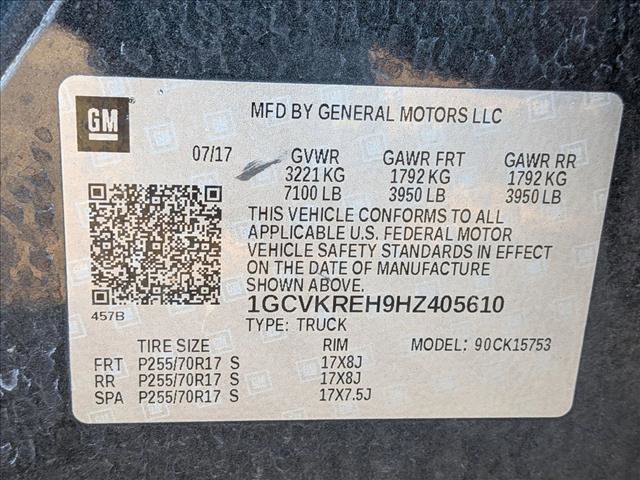 GM
MFD BY GENERAL MOTORS LLC
07/17
GVWR GAWR FRT GAWR RR
3221 KG 1792 KG 1792 KG
7100 LB 3950 LB 3950 LB
THIS VEHICLE CONFORMS TO ALL
APPLICABLE U.S. FEDERAL MOTOR
VEHICLE SAFETY STANDARDS IN EFFECT
ON THE DATE OF MANUFACTURE
SHOWN ABOVE.
1GCVKREH9HZ405610
457B
TYPE: TRUCK
TIRE SIZE RIM MODEL: 90CK15753
FRT P255/70R17 S 17X8J
RR P255/70R17 S 17X8J
SPA P255/70R17 S 17X7.5J